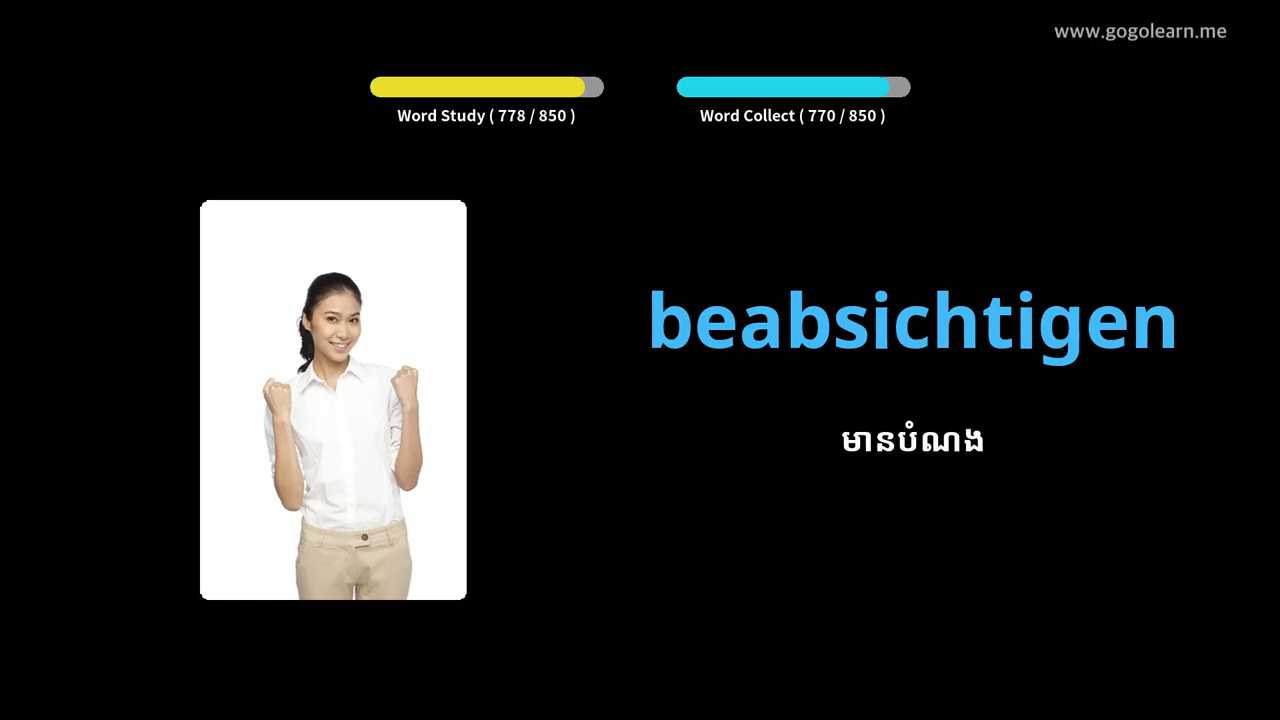 www.gogolearn.me
Word Study ( 778 / 850 )
Word Collect ( 770 / 850 )
beabsichtigen
មានបំណង